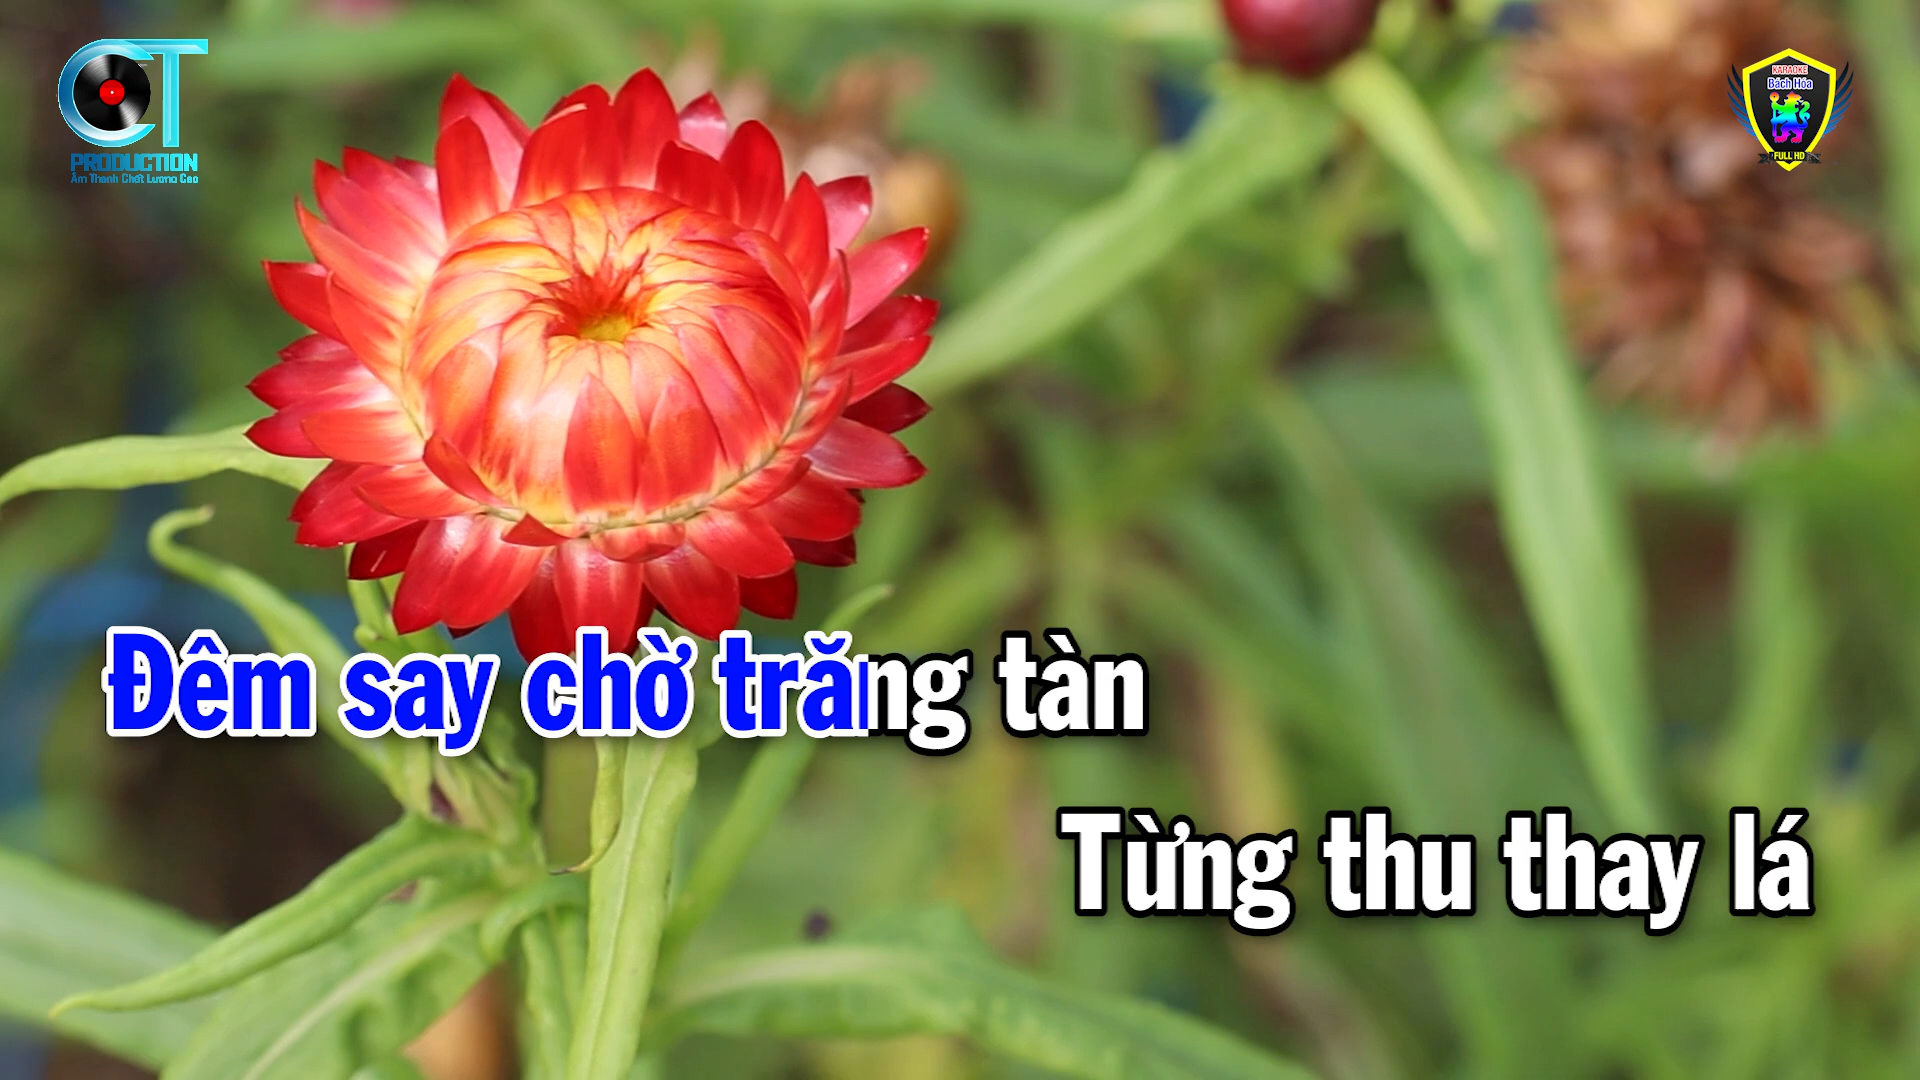 CT
PRODUCTION
Âm Thanh Chất Lượng Cao
KARAOKE
Bách Hóa
FULL HD
Đêm say chờ trăng tàn
Từng thu thay lá